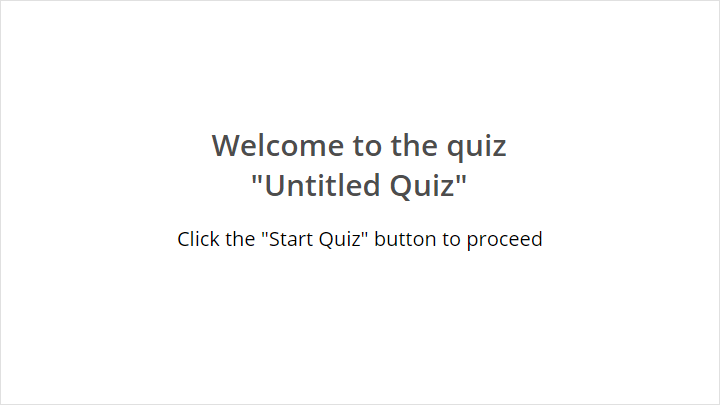 Welcome to the quiz
"Untitled Quiz"
Click the "Start Quiz" button to proceed